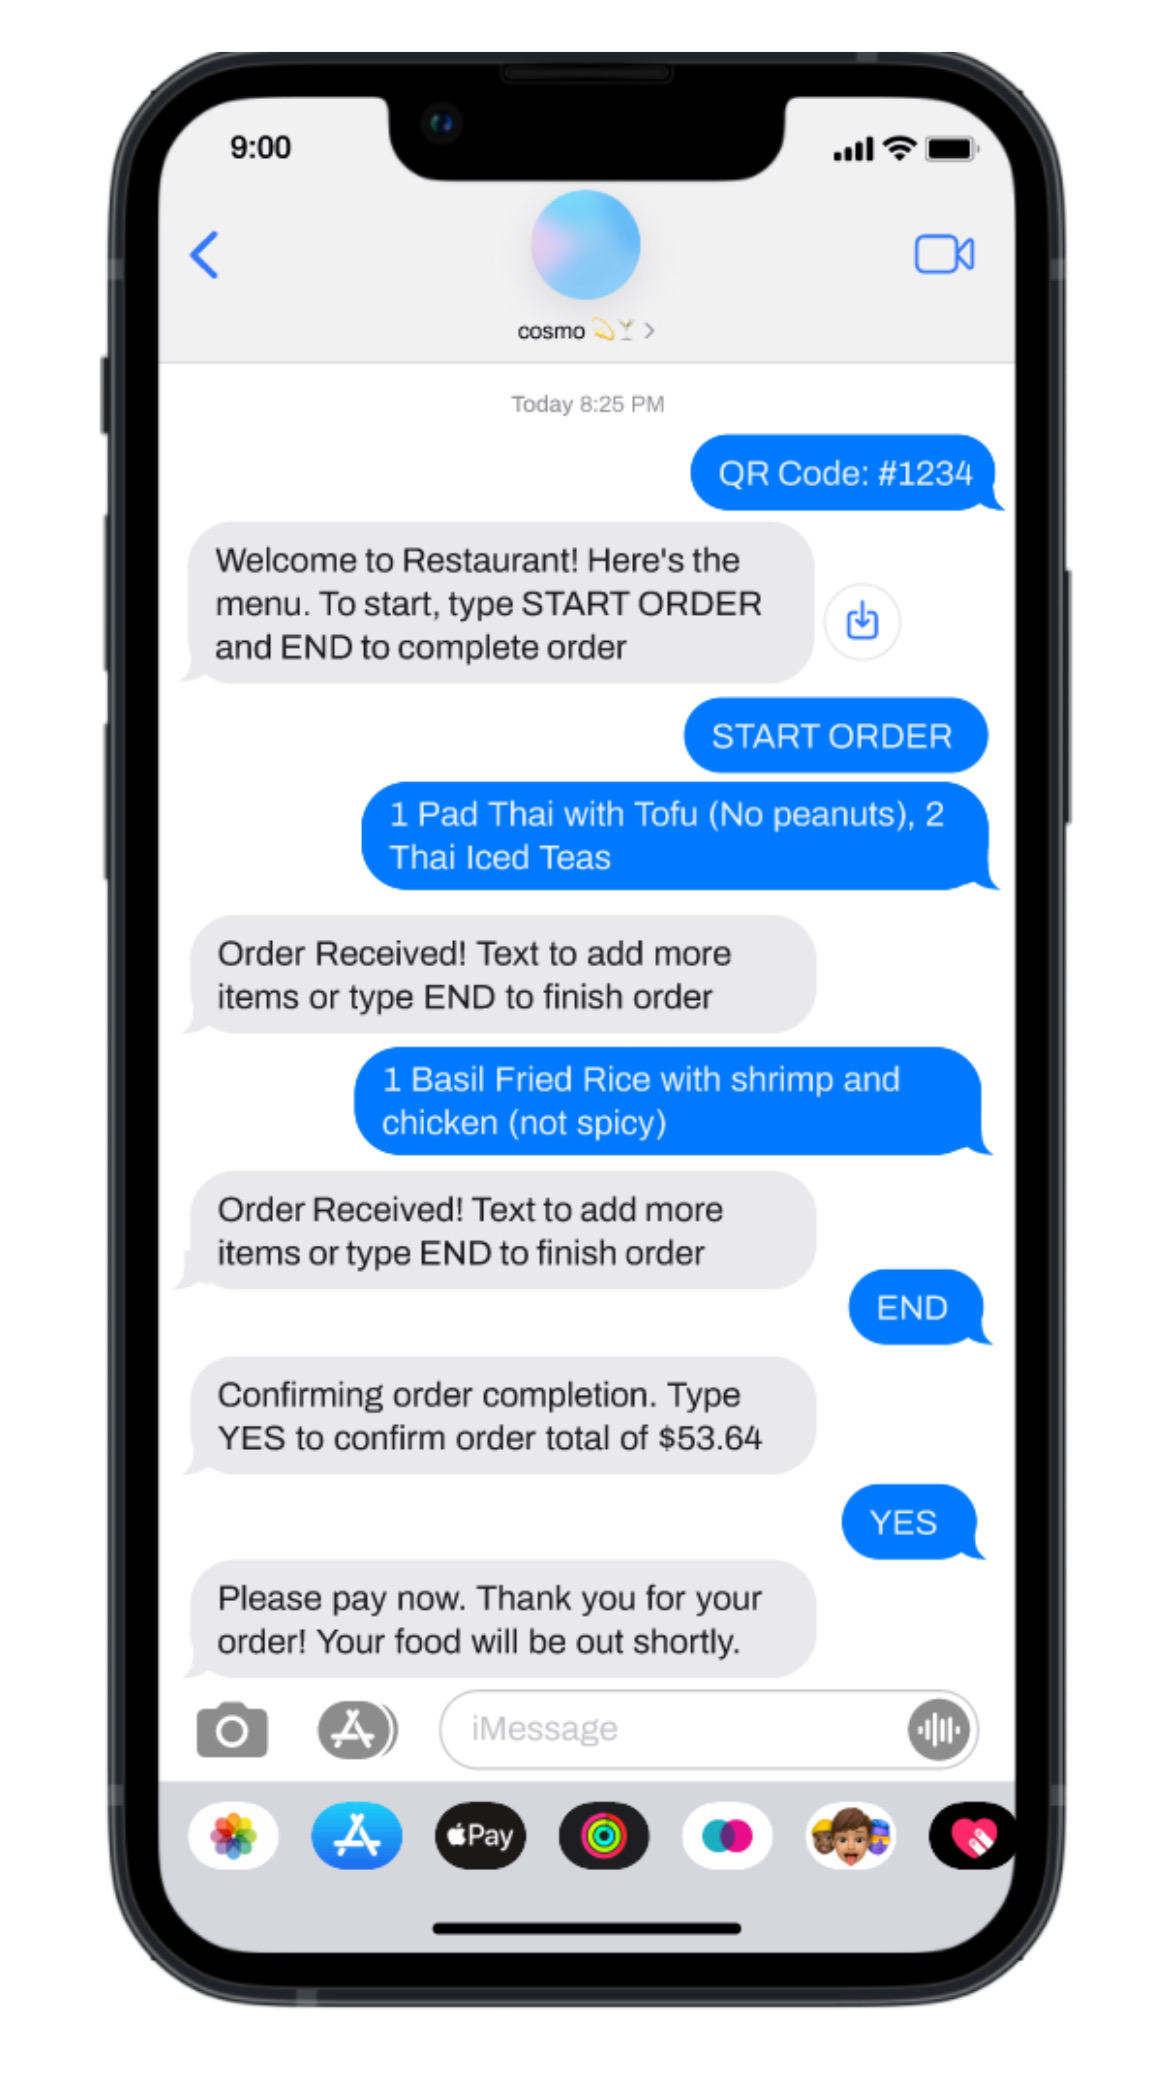 9:00
cosmo 💫🍸 >
Today 8:25 PM
QR Code: #1234
Welcome to Restaurant! Here's the
menu. To start, type START ORDER
and END to complete order
START ORDER
1 Pad Thai with Tofu (No peanuts), 2
Thai Iced Teas
Order Received! Text to add more
items or type END to finish order
1 Basil Fried Rice with shrimp and
chicken (not spicy)
Order Received! Text to add more
items or type END to finish order
END
Confirming order completion. Type
YES to confirm order total of $53.64
YES
Please pay now. Thank you for your
order! Your food will be out shortly.
iMessage
Pay